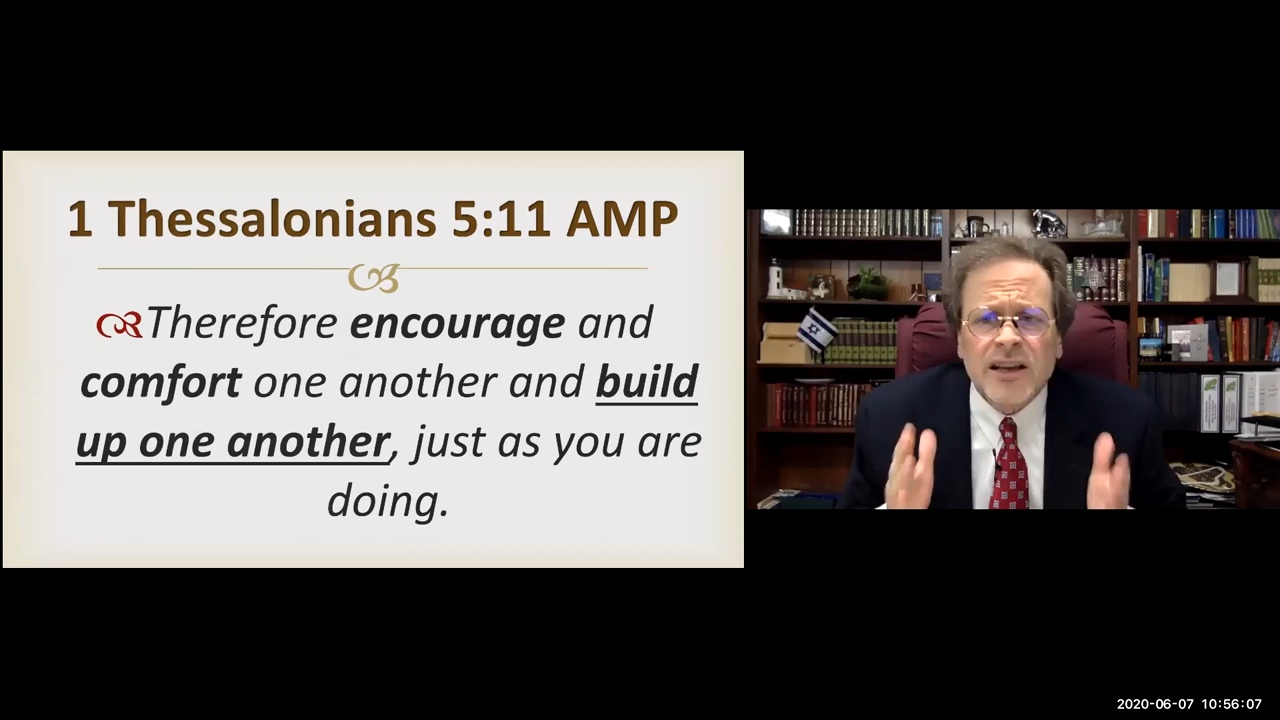 1 Thessalonians 5:11 AMP
Therefore encourage and
comfort one another and build
up one another, just as you are
doing.
2020-06-07 10:56:07